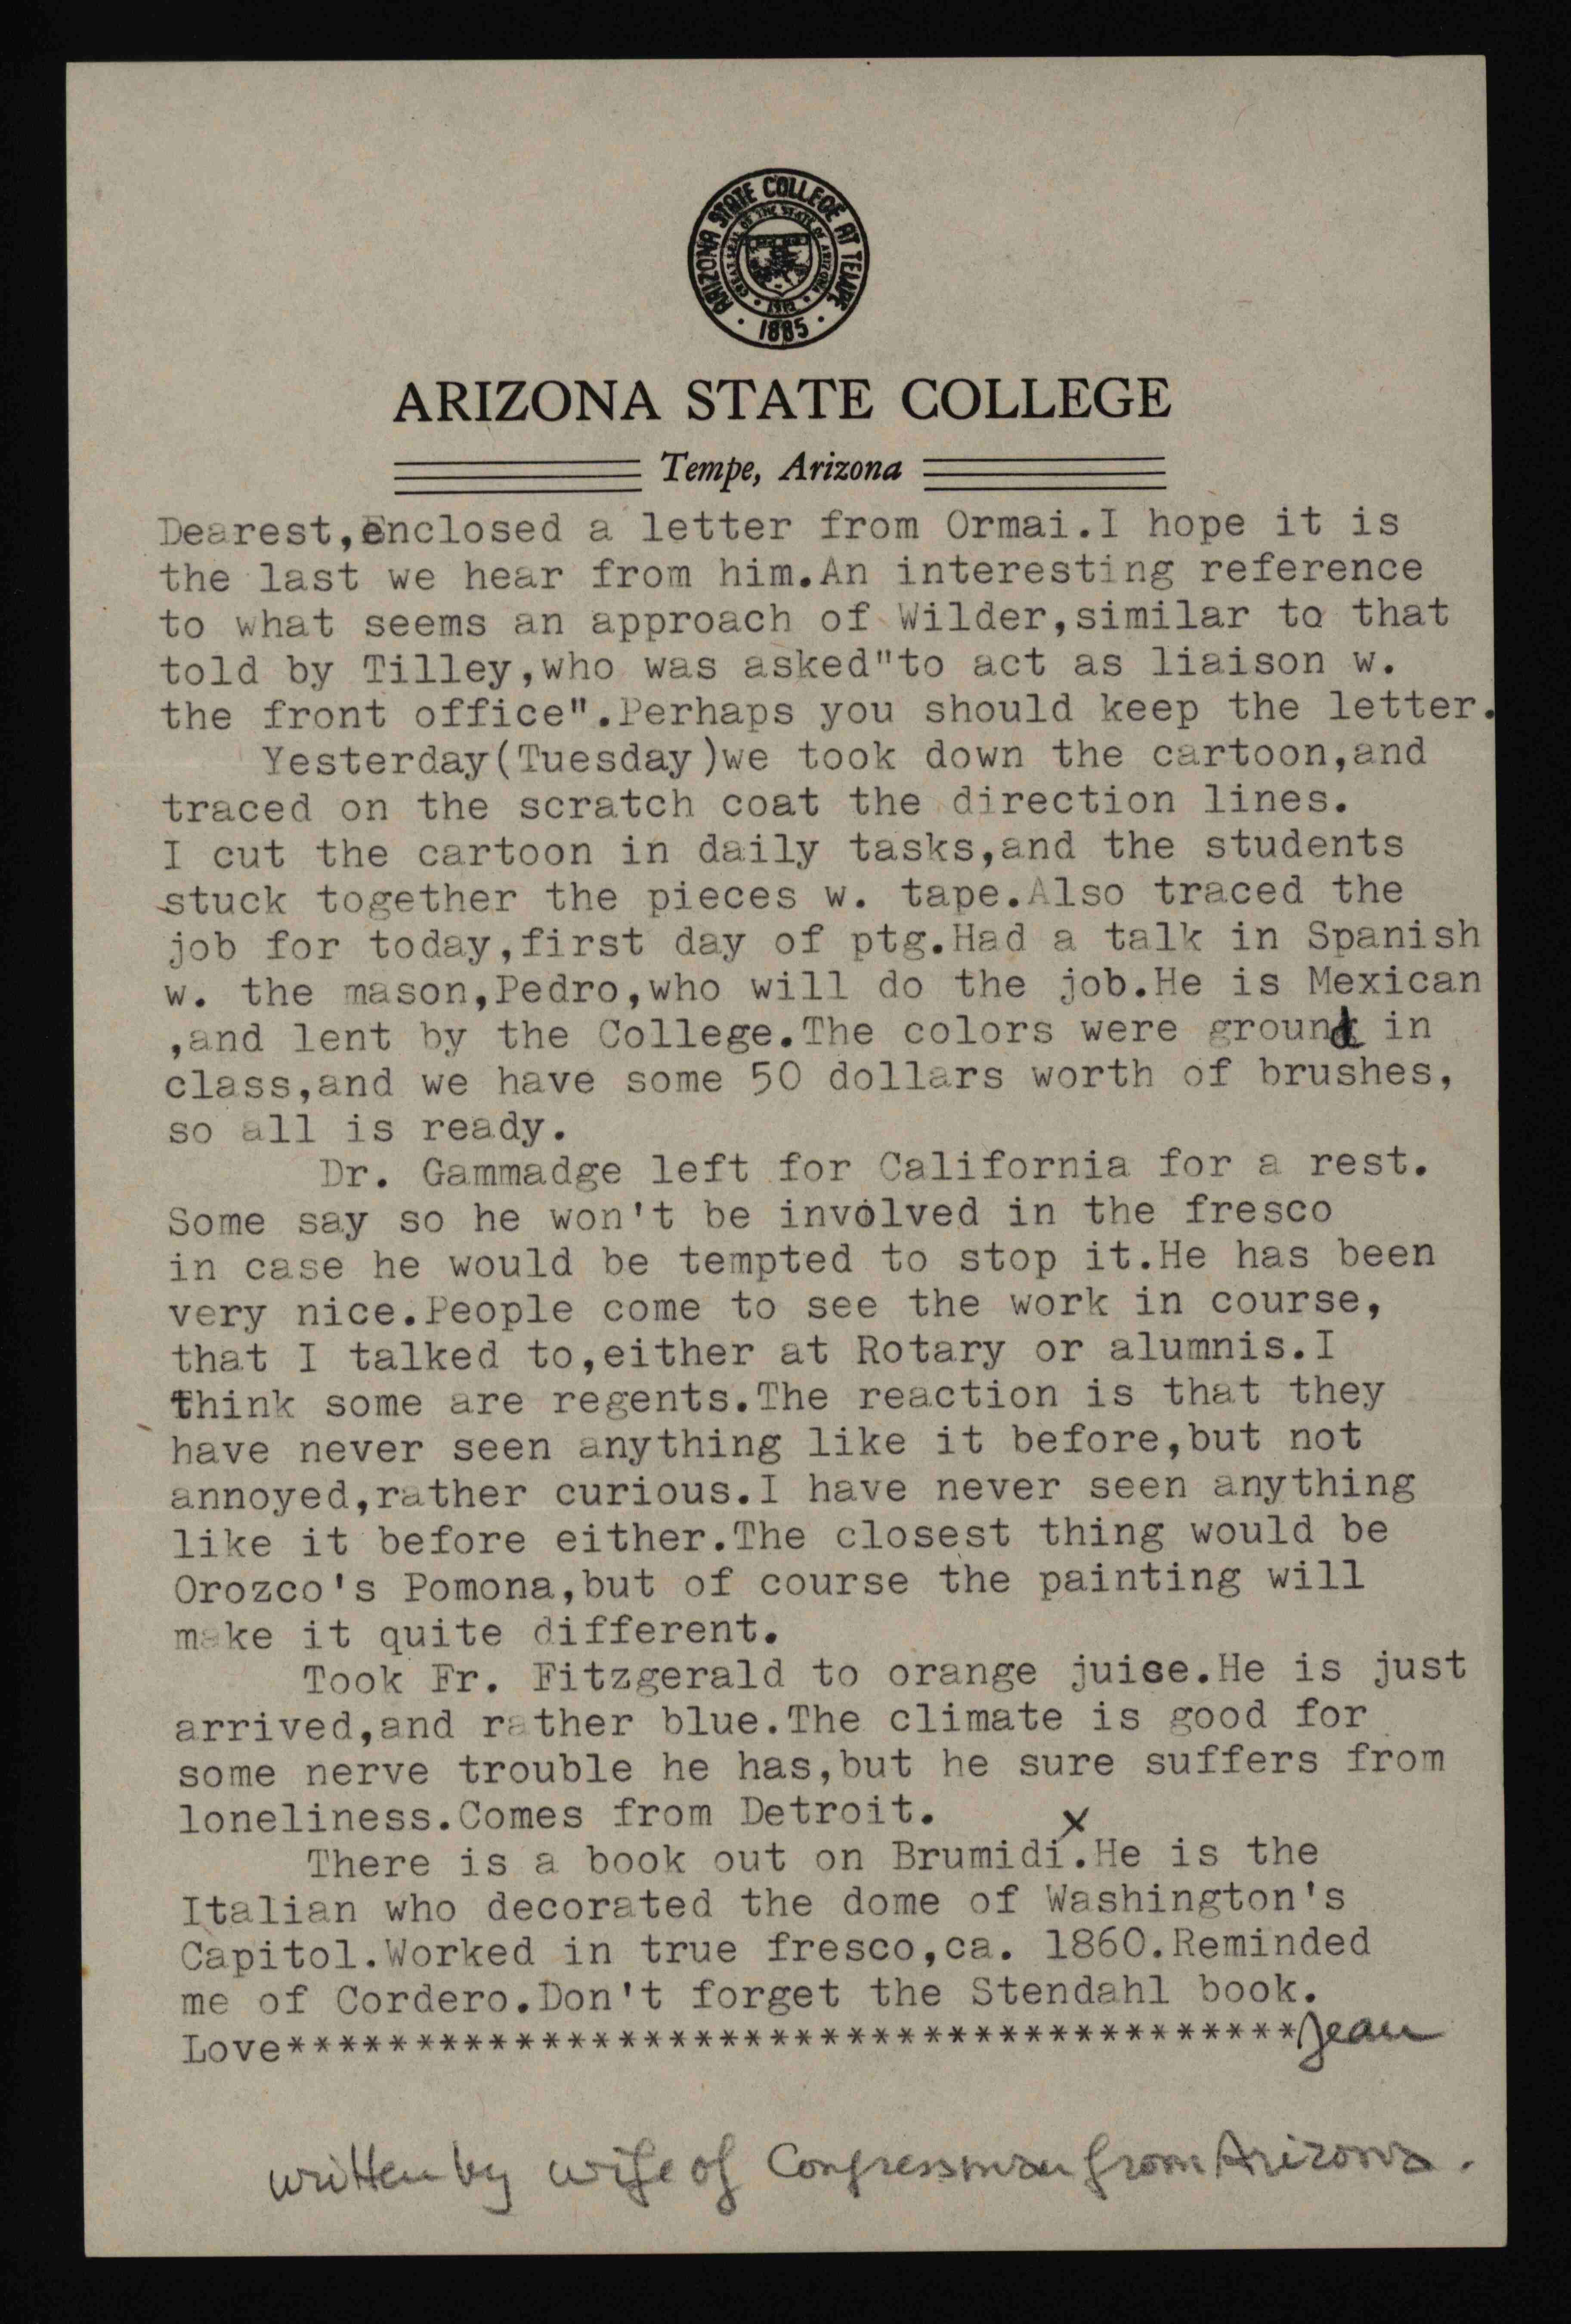 ARIZONA STATE COLLEGE AT TEMPE
GREAT SEAL OF THE STATE OF ARIZONA
1912
1885
ARIZONA STATE COLLEGE
Tempe, Arizona
Dearest,enclosed a letter from Ormai.I hope it is
the last we hear from him.An interesting reference
to what seems an approach of Wilder,similar to that
told by Tilley,who was asked"to act as liaison w.
the front office".Perhaps you should keep the letter.
Yesterday(Tuesday)we took down the cartoon,and
traced on the scratch coat the direction lines.
I cut the cartoon in daily tasks,and the students
stuck together the pieces w. tape.Also traced the
job for today,first day of ptg.Had a talk in Spanish
w. the mason,Pedro,who will do the job.He is Mexican
,and lent by the College.The colors were ground in
class,and we have some 50 dollars worth of brushes,
so all is ready.
Dr. Gammadge left for California for a rest.
Some say so he won't be involved in the fresco
in case he would be tempted to stop it.He has been
very nice.People come to see the work in course,
that I talked to,either at Rotary or alumnis.I
think some are regents.The reaction is that they
have never seen anything like it before,but not
annoyed,rather curious.I have never seen anything
like it before either.The closest thing would be
Orozco's Pomona,but of course the painting will
make it quite different.
Took Fr. Fitzgerald to orange juice.He is just
arrived,and rather blue.The climate is good for
some nerve trouble he has,but he sure suffers from
loneliness.Comes from Detroit.
There is a book out on Brumidi.x He is the
Italian who decorated the dome of Washington's
Capitol.Worked in true fresco,ca. 1860.Reminded
me of Cordero.Don't forget the Stendahl book.
Love****************************************Jean
written by wife of Congressman from Arizona.